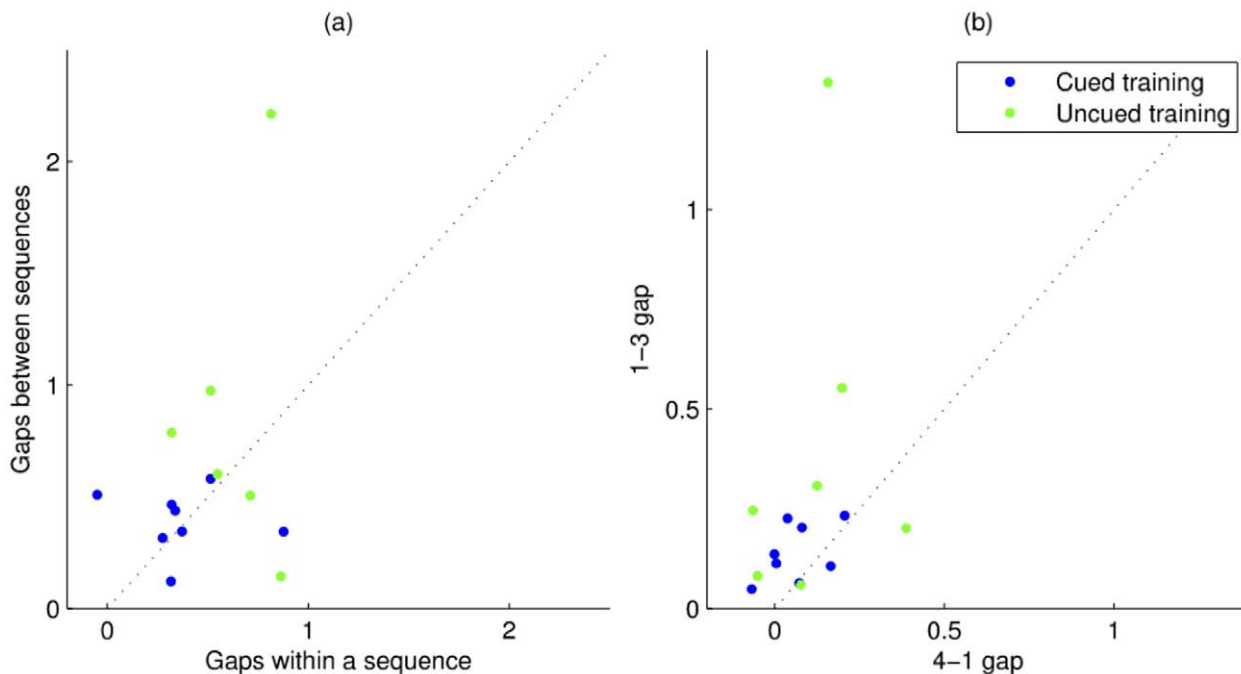 (a)
Gaps between sequences
2
1
0
0 1 2
Gaps within a sequence
(b)
Cued training
Uncued training
1−3 gap
1
0.5
0
0 0.5 1
4−1 gap